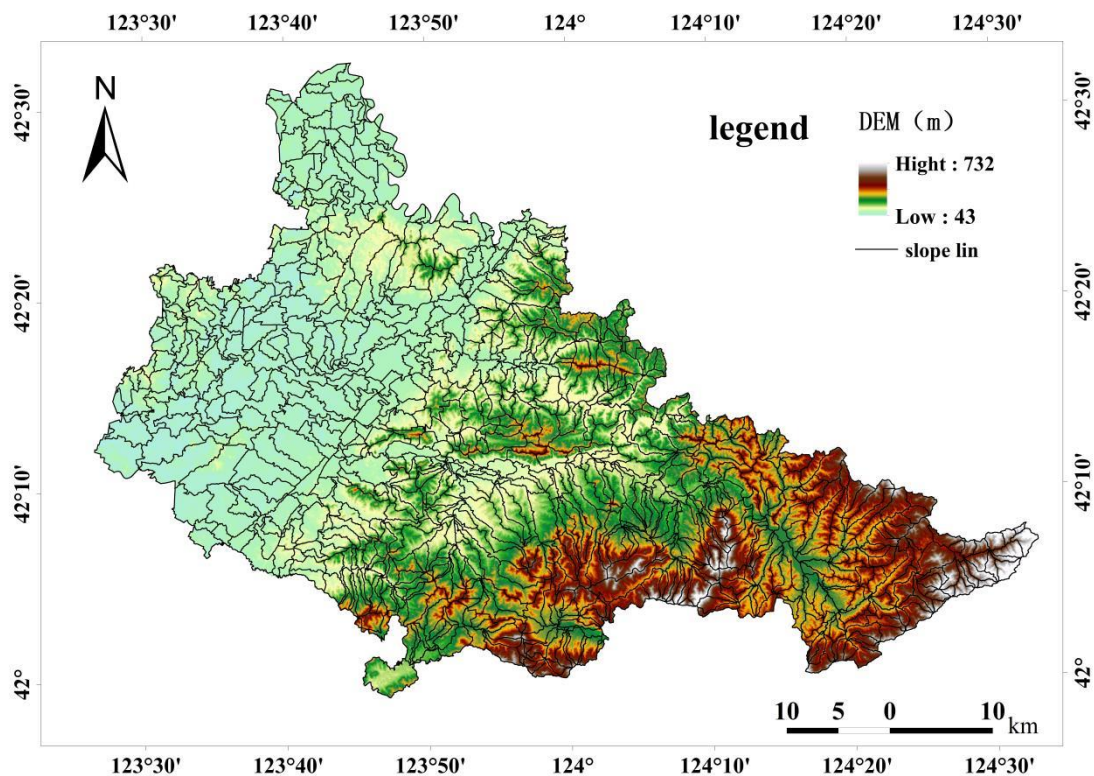 123°30' 123°40' 123°50' 124° 124°10' 124°20' 124°30'
N
legend
DEM（m）
Hight : 732
Low : 43
slope lin
42°30' 42°30'
42°20' 42°20'
42°10' 42°10'
42° 42°
10 5 0 10
km
123°30' 123°40' 123°50' 124° 124°10' 124°20' 124°30'